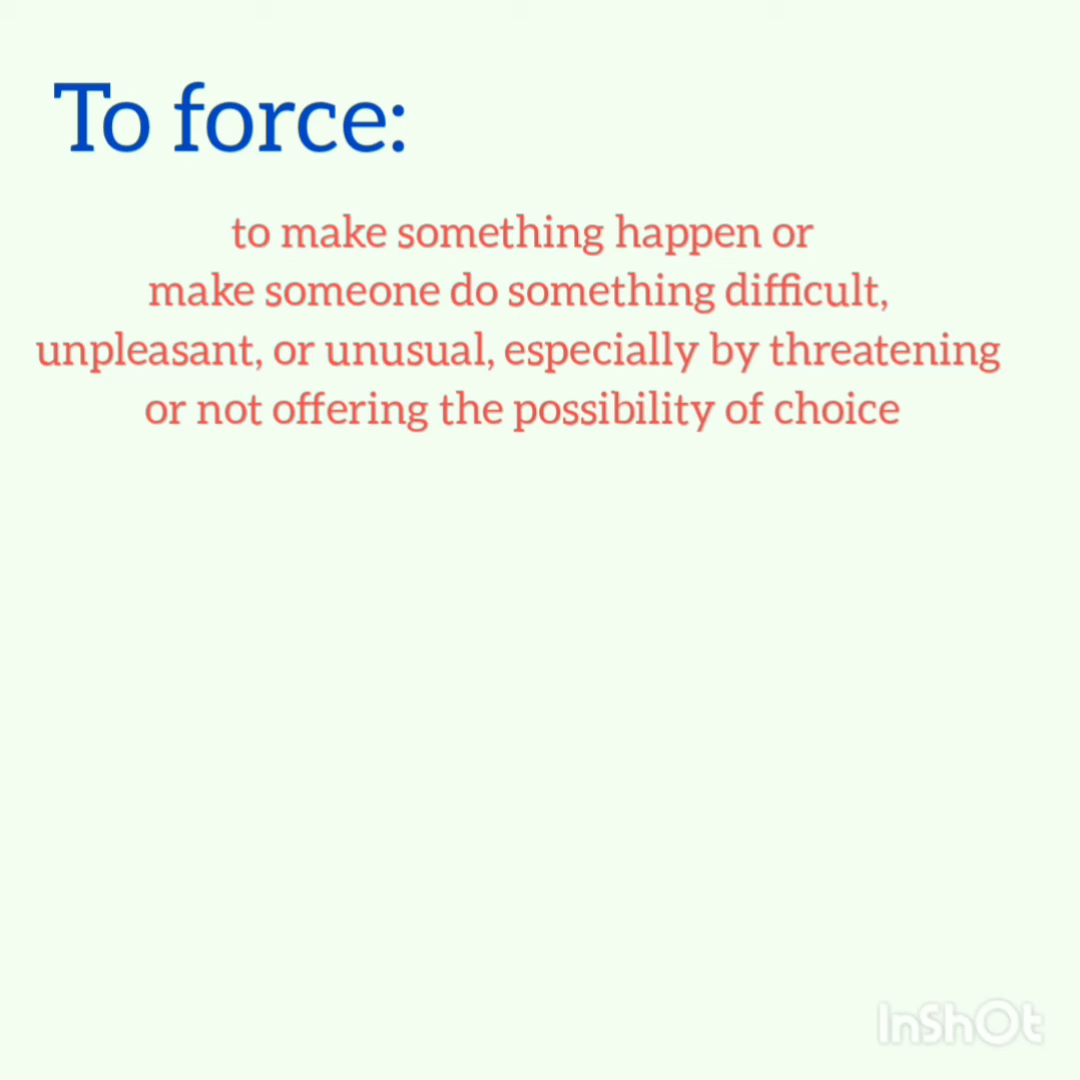 To force:
to make something happen or
make someone do something difficult,
unpleasant, or unusual, especially by threatening
or not offering the possibility of choice
InShOt